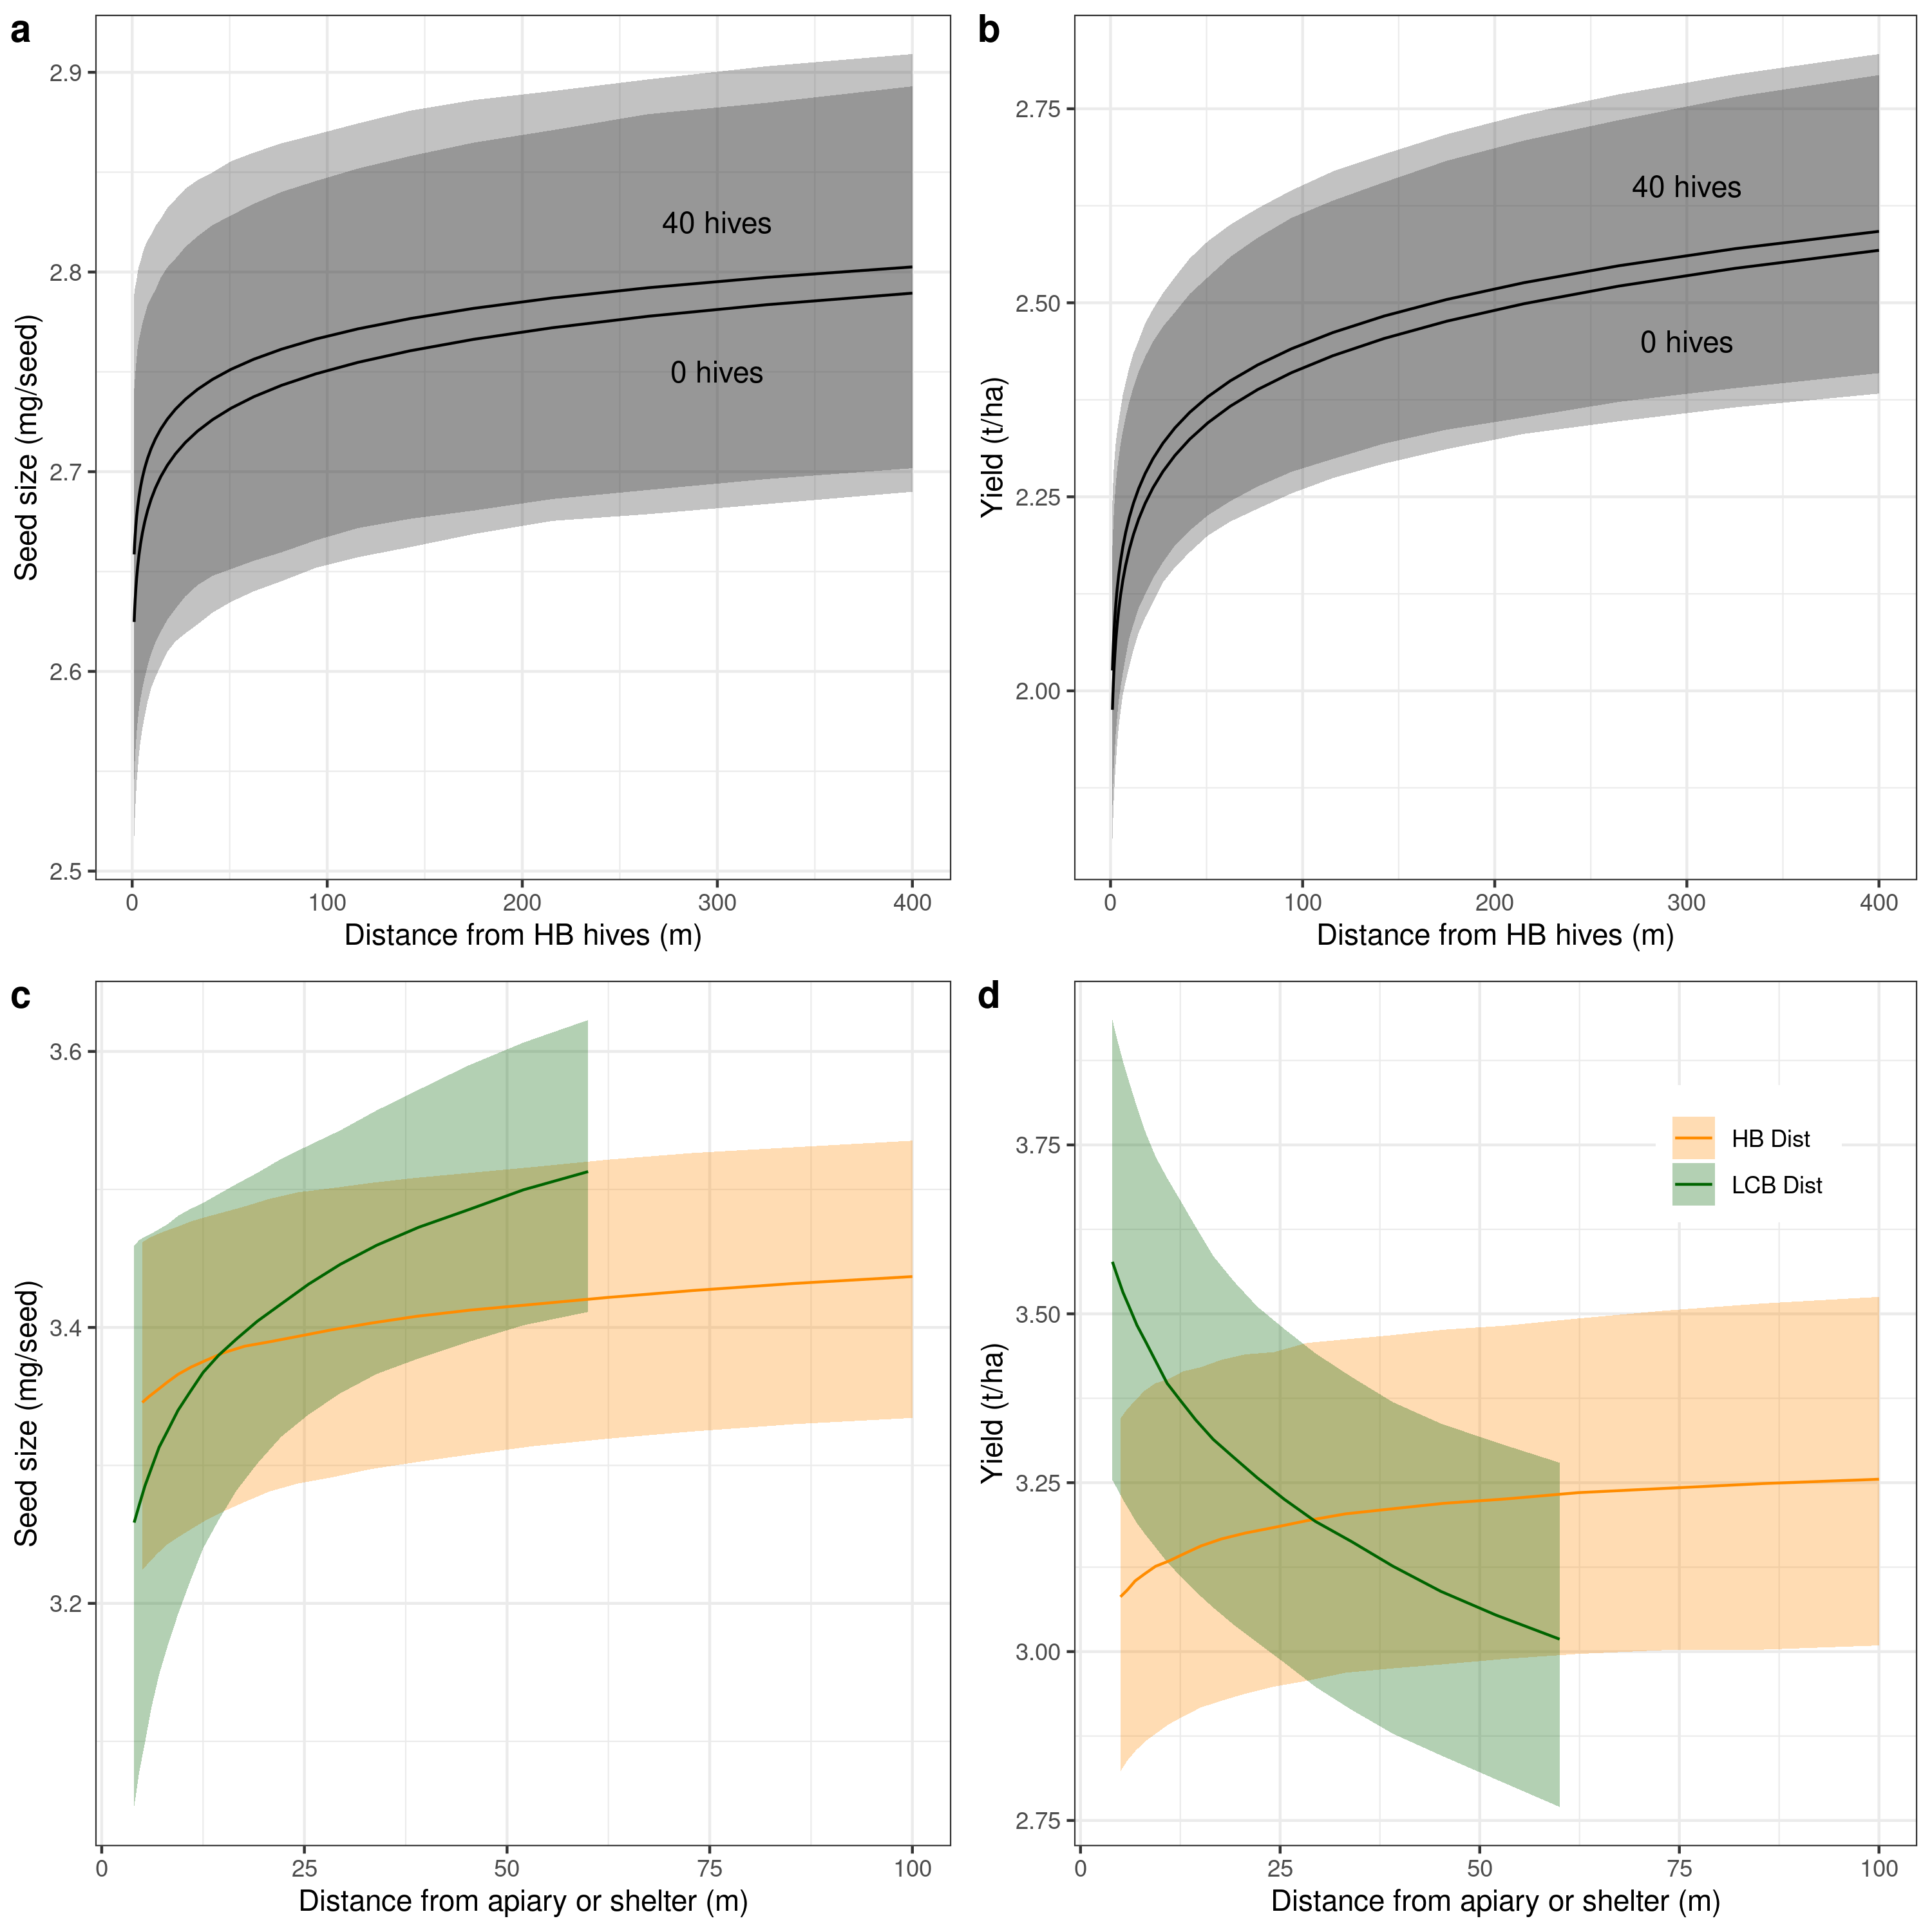 a
Seed size (mg/seed)
2.9
2.8
2.7
2.6
2.5
40 hives
0 hives
0 100 200 300 400
Distance from HB hives (m)
b
Yield (t/ha)
2.75
2.50
2.25
2.00
40 hives
0 hives
0 100 200 300 400
Distance from HB hives (m)
c
Seed size (mg/seed)
3.6
3.4
3.2
0 25 50 75 100
Distance from apiary or shelter (m)
d
Yield (t/ha)
3.75
3.50
3.25
3.00
2.75
HB Dist
LCB Dist
0 25 50 75 100
Distance from apiary or shelter (m)